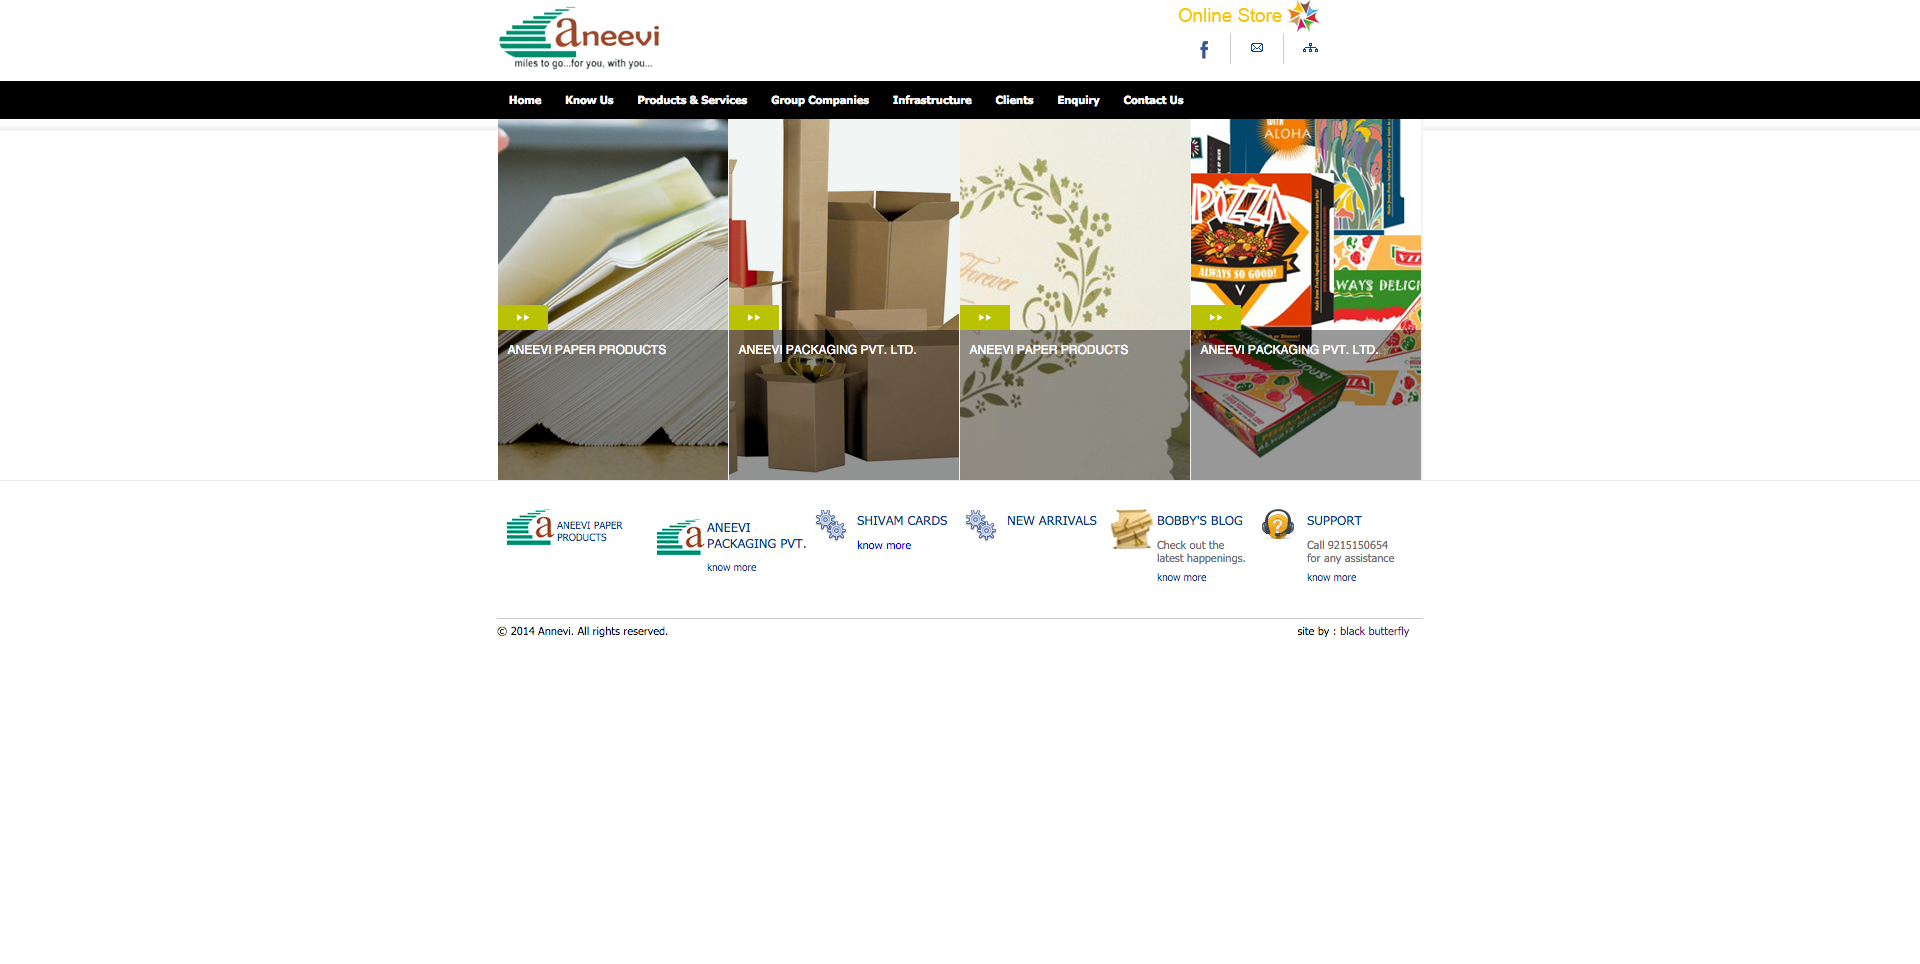 aneevi
miles to go...for you, with you...
Online Store
Home Know Us Products & Services Group Companies Infrastructure Clients Enquiry Contact Us
WITH
ALOHA
PIZZA
ALWAYS SO GOOD!
WAYS DELICI
Forever
ANEEVI PAPER PRODUCTS
ANEEVI PACKAGING PVT. LTD.
ANEEVI PAPER PRODUCTS
ANEEVI PACKAGING PVT. LTD.
ANEEVI PAPER
PRODUCTS
ANEEVI
PACKAGING PVT.
know more
SHIVAM CARDS
know more
NEW ARRIVALS
BOBBY'S BLOG
Check out the
latest happenings.
know more
SUPPORT
Call 9215150654
for any assistance
know more
© 2014 Annevi. All rights reserved.
site by : black butterfly